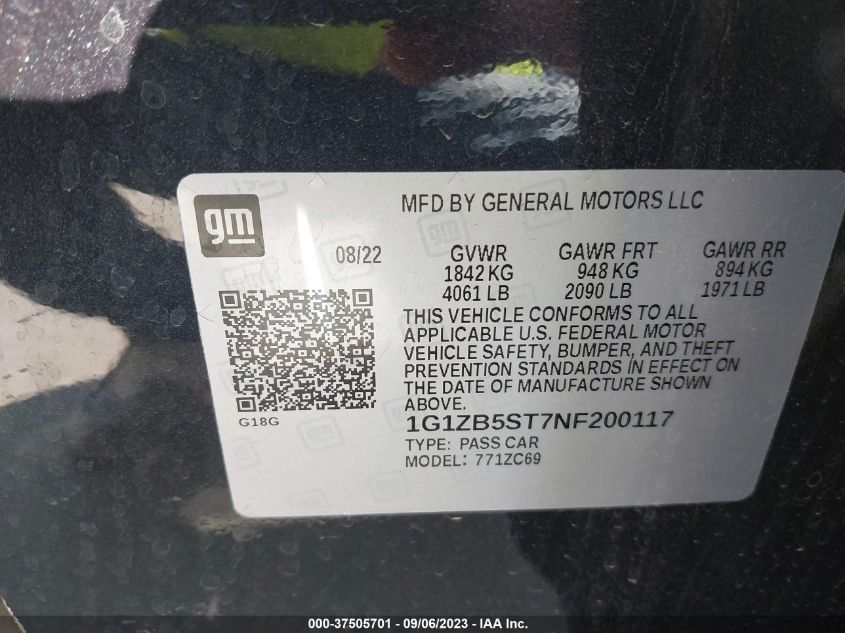 gm
MFD BY GENERAL MOTORS LLC
08/22 GVWR GAWR FRT GAWR RR
1842 KG 948 KG 894 KG
4061 LB 2090 LB 1971 LB
THIS VEHICLE CONFORMS TO ALL
APPLICABLE U.S. FEDERAL MOTOR
VEHICLE SAFETY, BUMPER, AND THEFT
PREVENTION STANDARDS IN EFFECT ON
THE DATE OF MANUFACTURE SHOWN
ABOVE.
G18G
1G1ZB5ST7NF200117
TYPE: PASS CAR
MODEL: 771ZC69
000-37505701 - 09/06/2023 - IAA Inc.